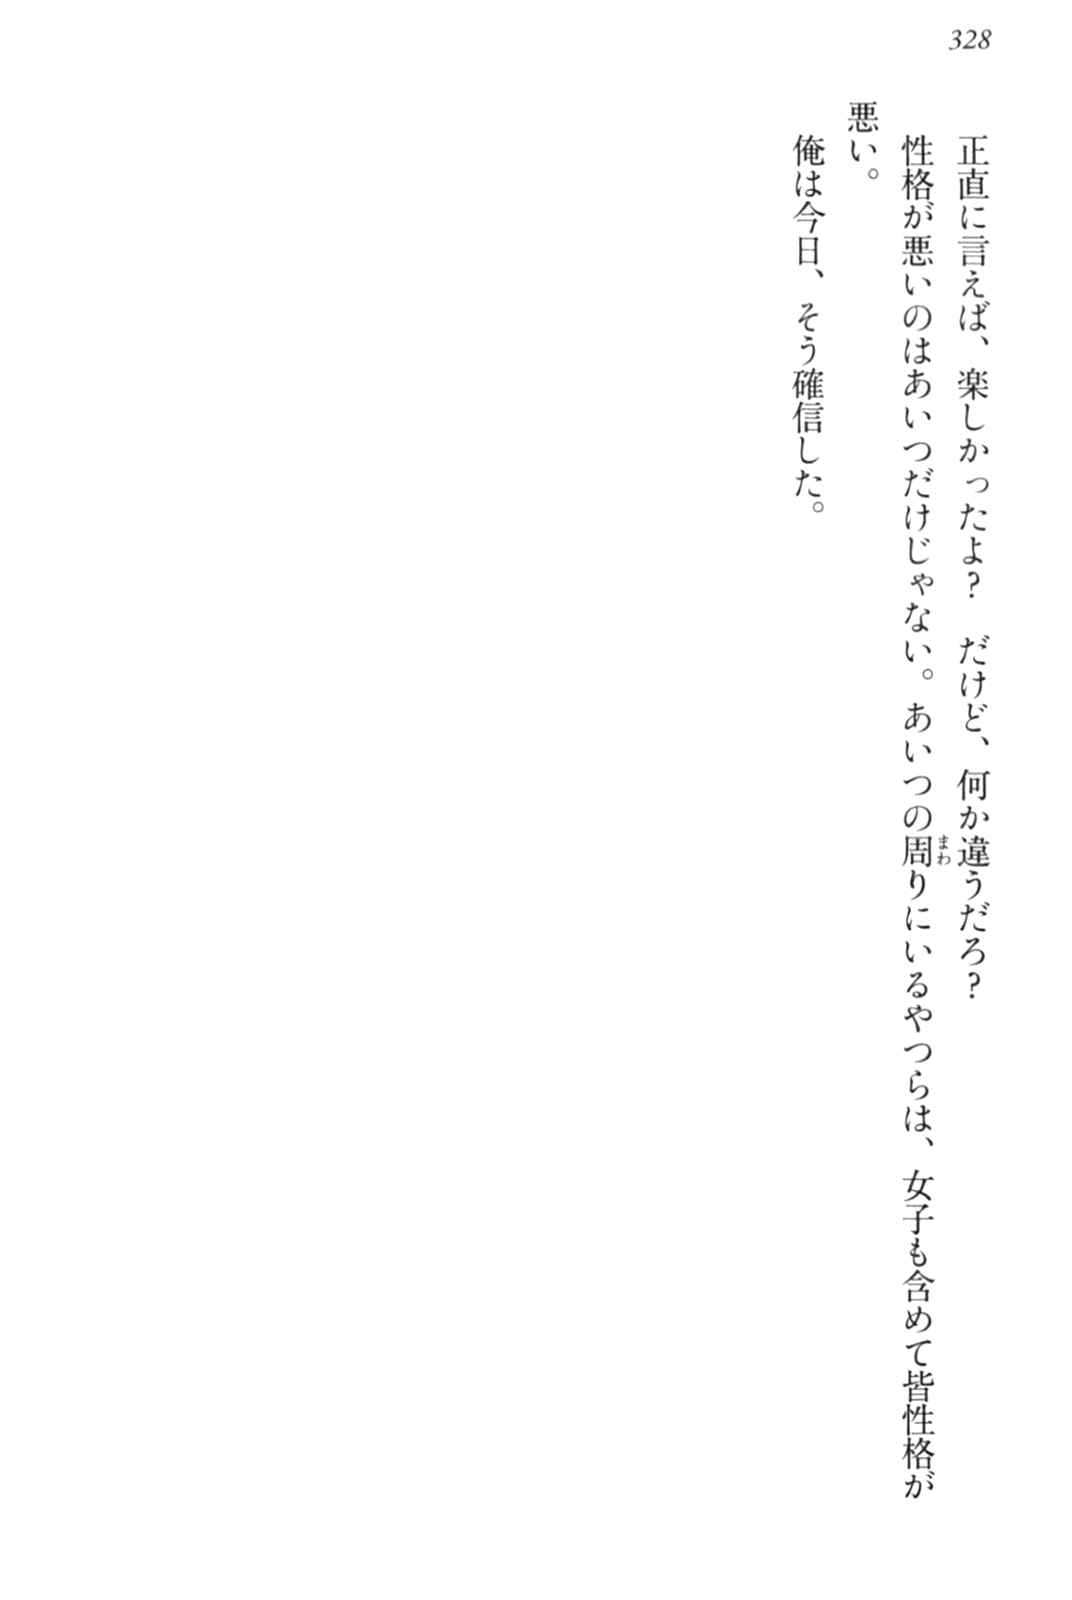 328
正直に言えば、楽しかったよ？　だけど、何か違うだろ？
性格が悪いのはあいつだけじゃない。あいつの周りにいるやつらは、女子も含めて皆性格が
まわ
悪い。
俺は今日、そう確信した。